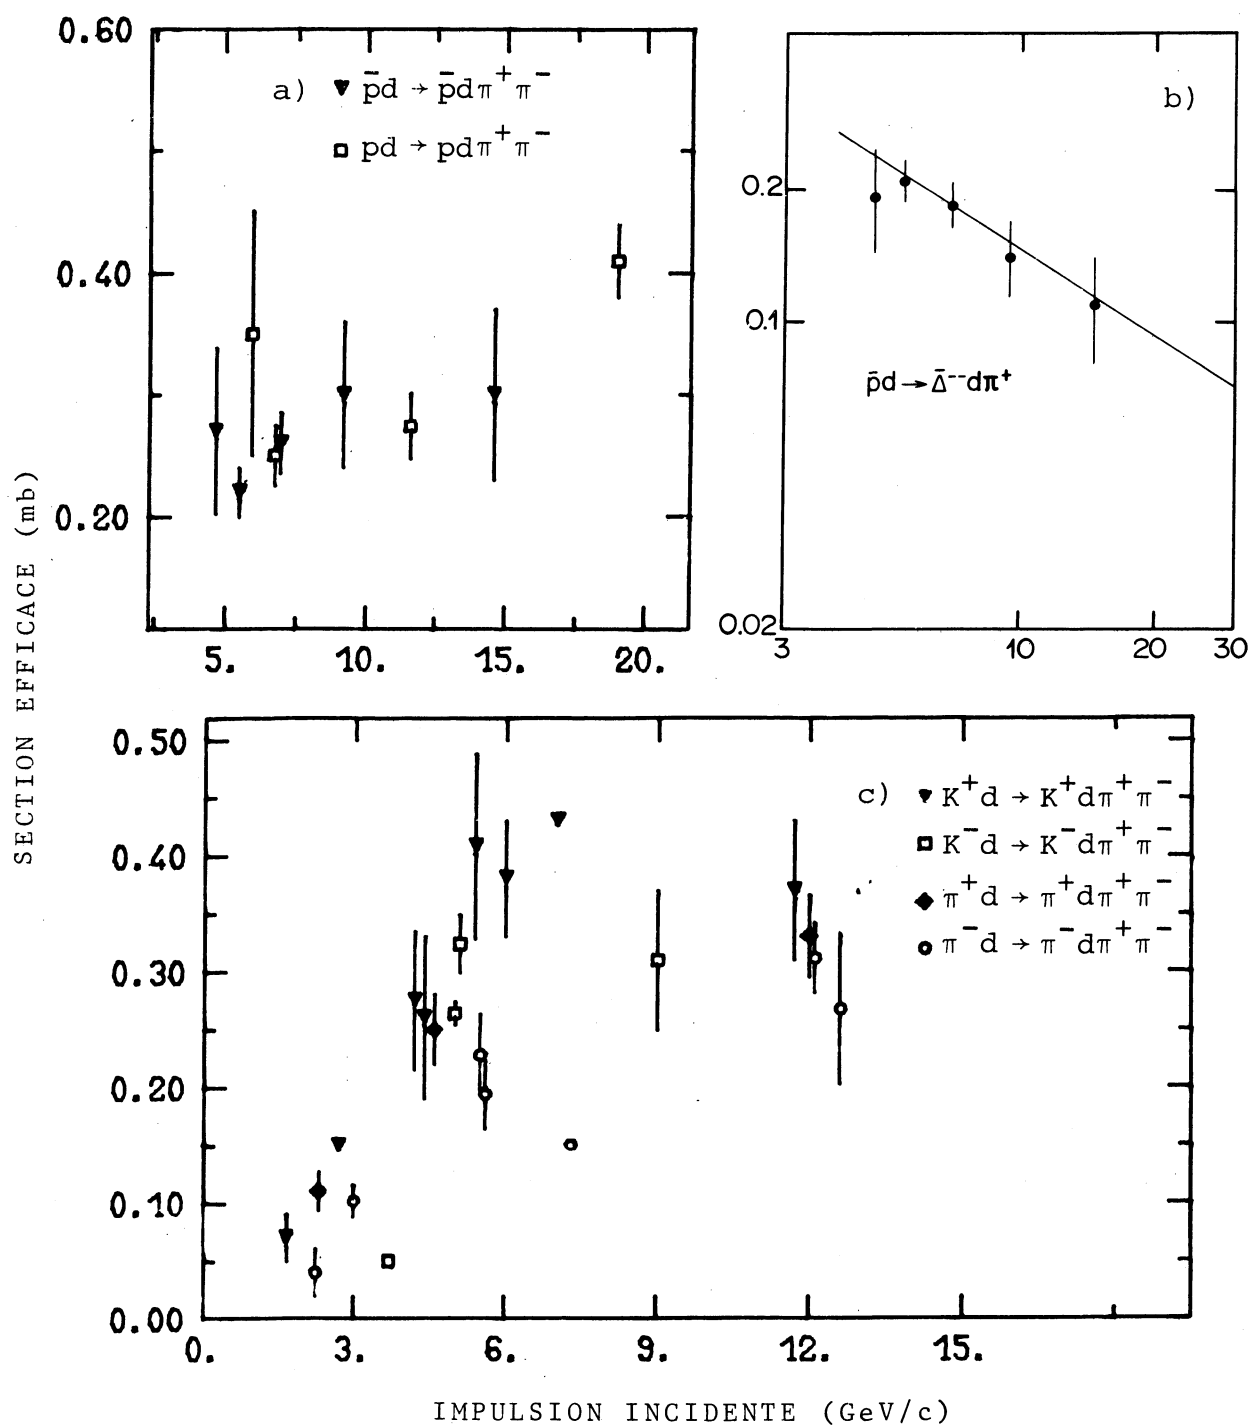 0.60
0.40
0.20
5. 10. 15. 20.
a) ▼ p̄d → p̄dπ⁺π⁻
□ pd → pdπ⁺π⁻
b)
0.2
0.1
0.02
3 10 20 30
p̄d → Δ̄⁻⁻dπ⁺
SECTION EFFICACE (mb)
0.50
0.40
0.30
0.20
0.10
0.00
0. 3. 6. 9. 12. 15.
c) ▼ K⁺d → K⁺dπ⁺π⁻
□ K⁻d → K⁻dπ⁺π⁻
◆ π⁺d → π⁺dπ⁺π⁻
○ π⁻d → π⁻dπ⁺π⁻
IMPULSION INCIDENTE (GeV/c)